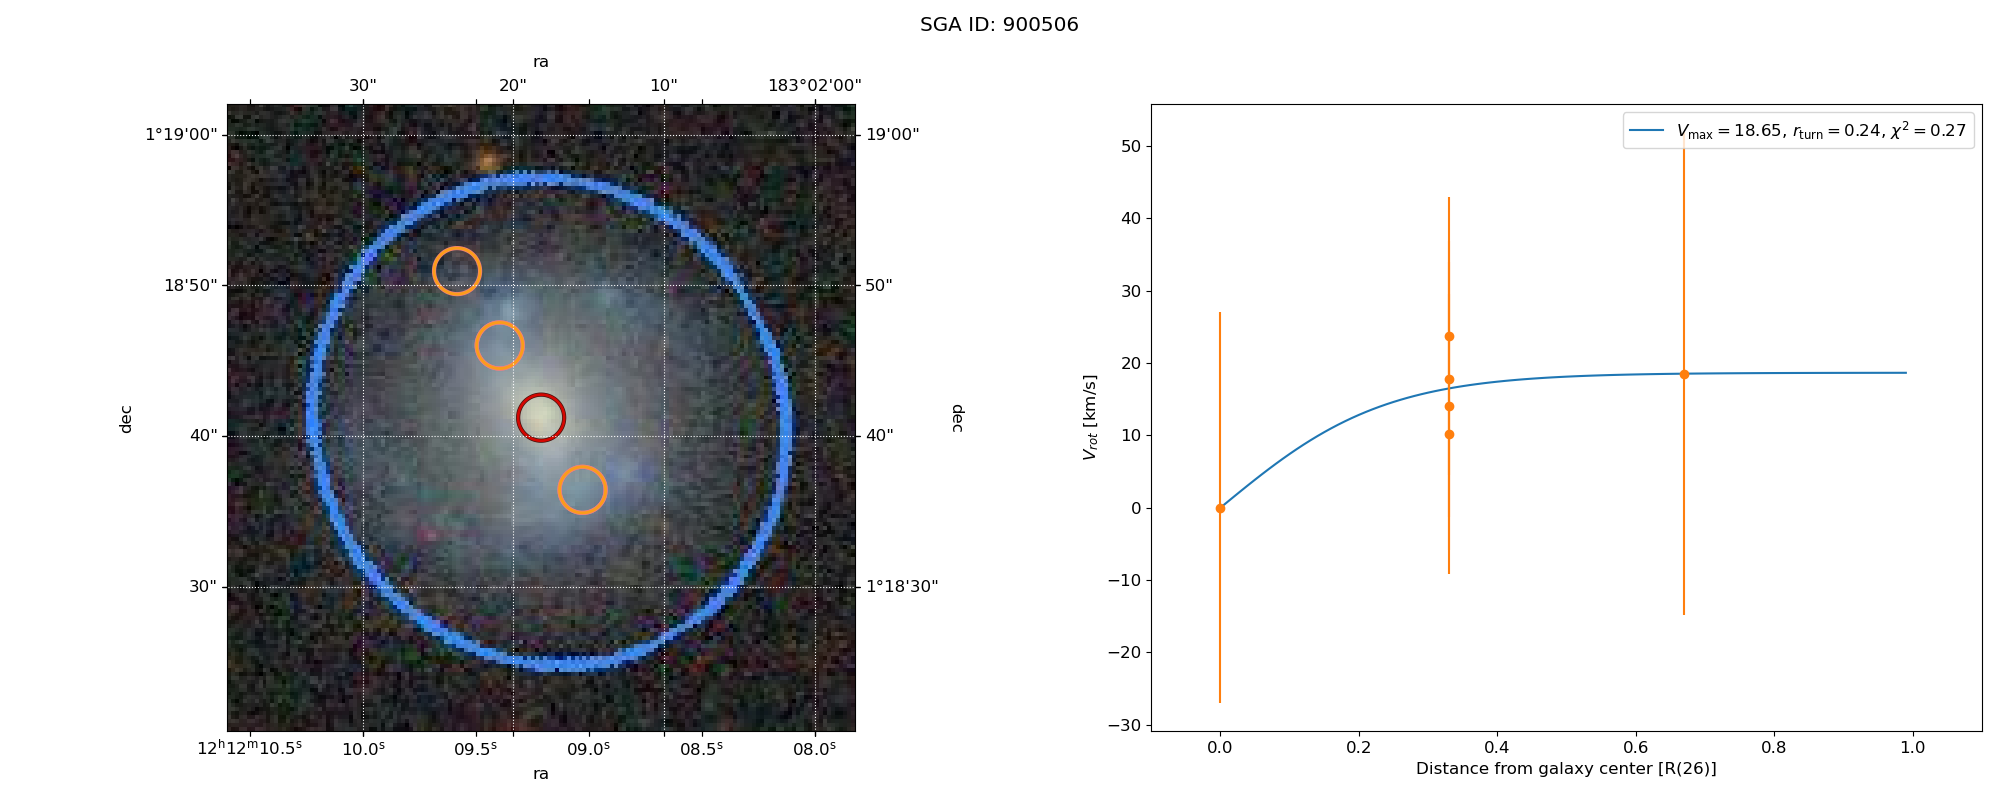 SGA ID: 900506
ra
30" 20" 10" 183°02'00"
1°19'00" 19'00"
18'50" 50"
40" 40"
30" 1°18'30"
dec
dec
12ʰ12ᵐ10.5ˢ 10.0ˢ 09.5ˢ 09.0ˢ 08.5ˢ 08.0ˢ
ra
V_max = 18.65, r_turn = 0.24, χ² = 0.27
50
40
30
20
10
0
−10
−20
−30
V_rot [km/s]
0.0 0.2 0.4 0.6 0.8 1.0
Distance from galaxy center [R(26)]